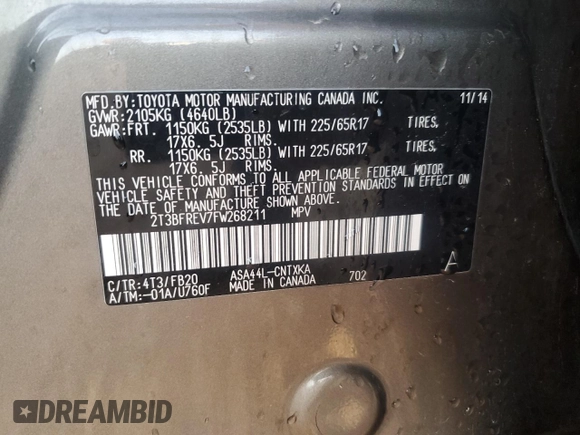 MFD.BY:TOYOTA MOTOR MANUFACTURING CANADA INC. 11/14
GVWR:2105KG (4640LB)
GAWR:FRT. 1150KG (2535LB) WITH 225/65R17 TIRES,
17X6. 5J RIMS.
RR. 1150KG (2535LB) WITH 225/65R17 TIRES,
17X6. 5J RIMS.
THIS VEHICLE CONFORMS TO ALL APPLICABLE FEDERAL MOTOR
VEHICLE SAFETY AND THEFT PREVENTION STANDARDS IN EFFECT
ON THE DATE OF MANUFACTURE SHOWN ABOVE.
2T3BFREV7FW268211 MPV
C/TR:4T3/FB20 ASA44L-CNTXKA A
A/TM:-01A/U760F MADE IN CANADA 702
DREAMBID